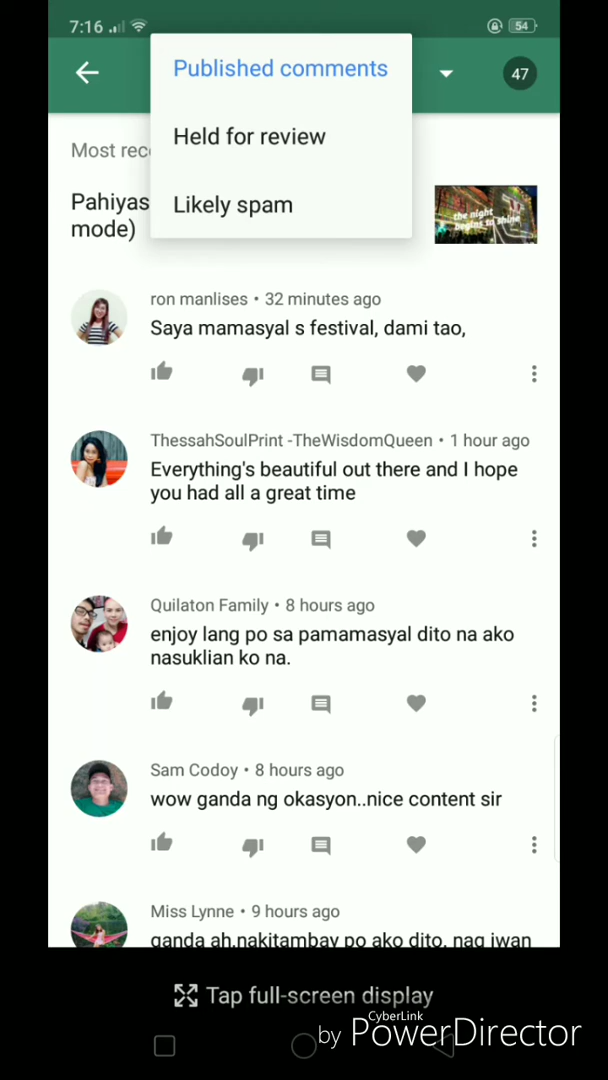 7:16
54
Published comments
47
Held for review
Likely spam
Most rec
Pahiyas
mode)
the night
begins to shine
ron manlises • 32 minutes ago
Saya mamasyal s festival, dami tao,
ThessahSoulPrint -TheWisdomQueen • 1 hour ago
Everything's beautiful out there and I hope
you had all a great time
Quilaton Family • 8 hours ago
enjoy lang po sa pamamasyal dito na ako
nasuklian ko na.
Sam Codoy • 8 hours ago
wow ganda ng okasyon..nice content sir
Miss Lynne • 9 hours ago
ganda ah,nakitambay po ako dito, nag iwan
Tap full-screen display
CyberLink
by PowerDirector